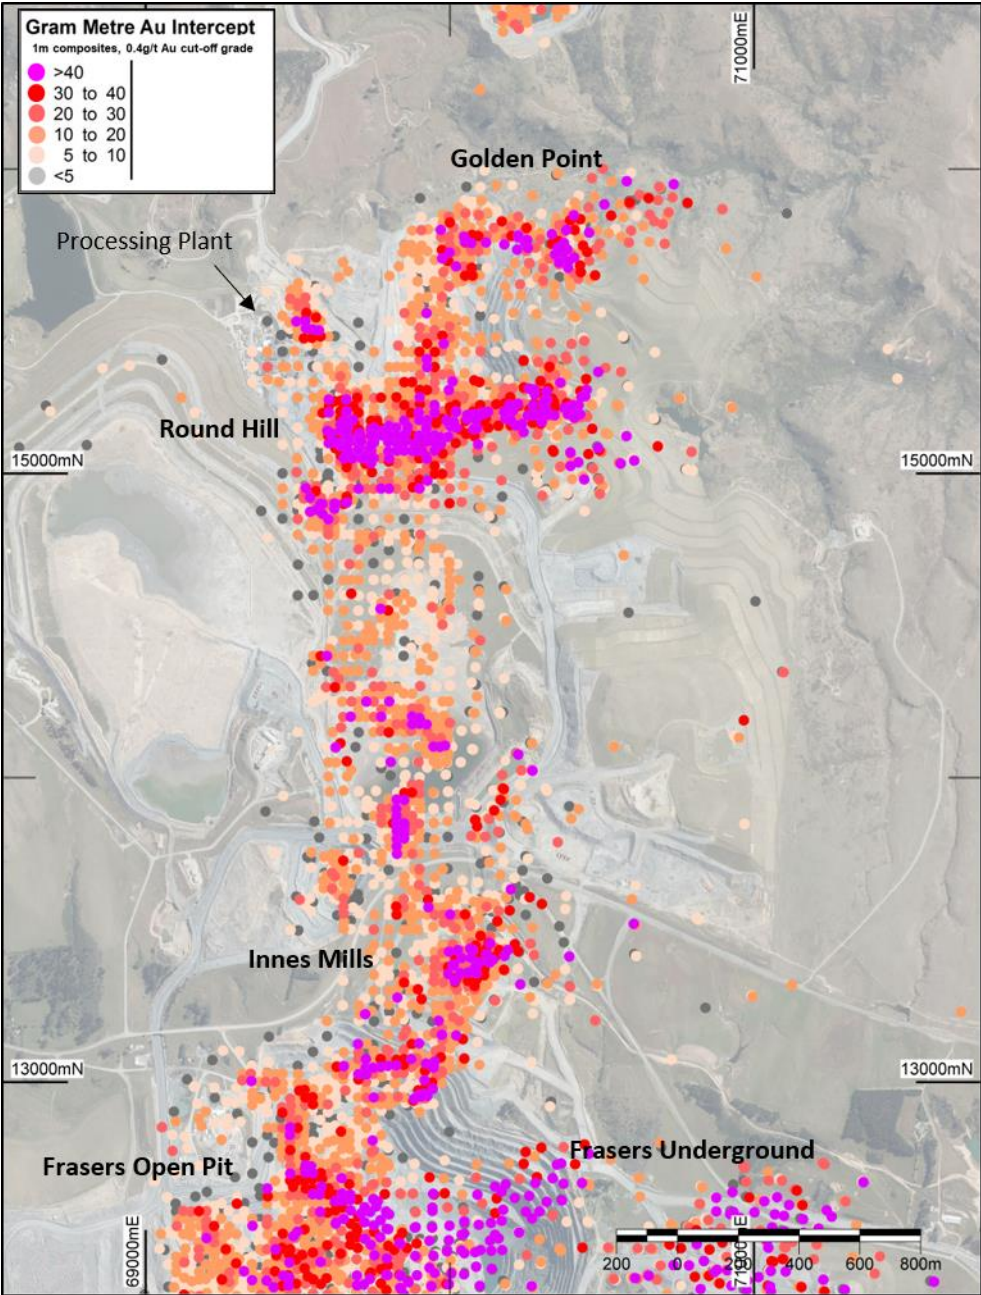 Gram Metre Au Intercept
1m composites, 0.4g/t Au cut-off grade
>40
30 to 40
20 to 30
10 to 20
5 to 10
<5
71000mE
Golden Point
Processing Plant
Round Hill
15000mN
15000mN
Innes Mills
13000mN
13000mN
Frasers Underground
Frasers Open Pit
69000mE
200 0 200 400 600 800m